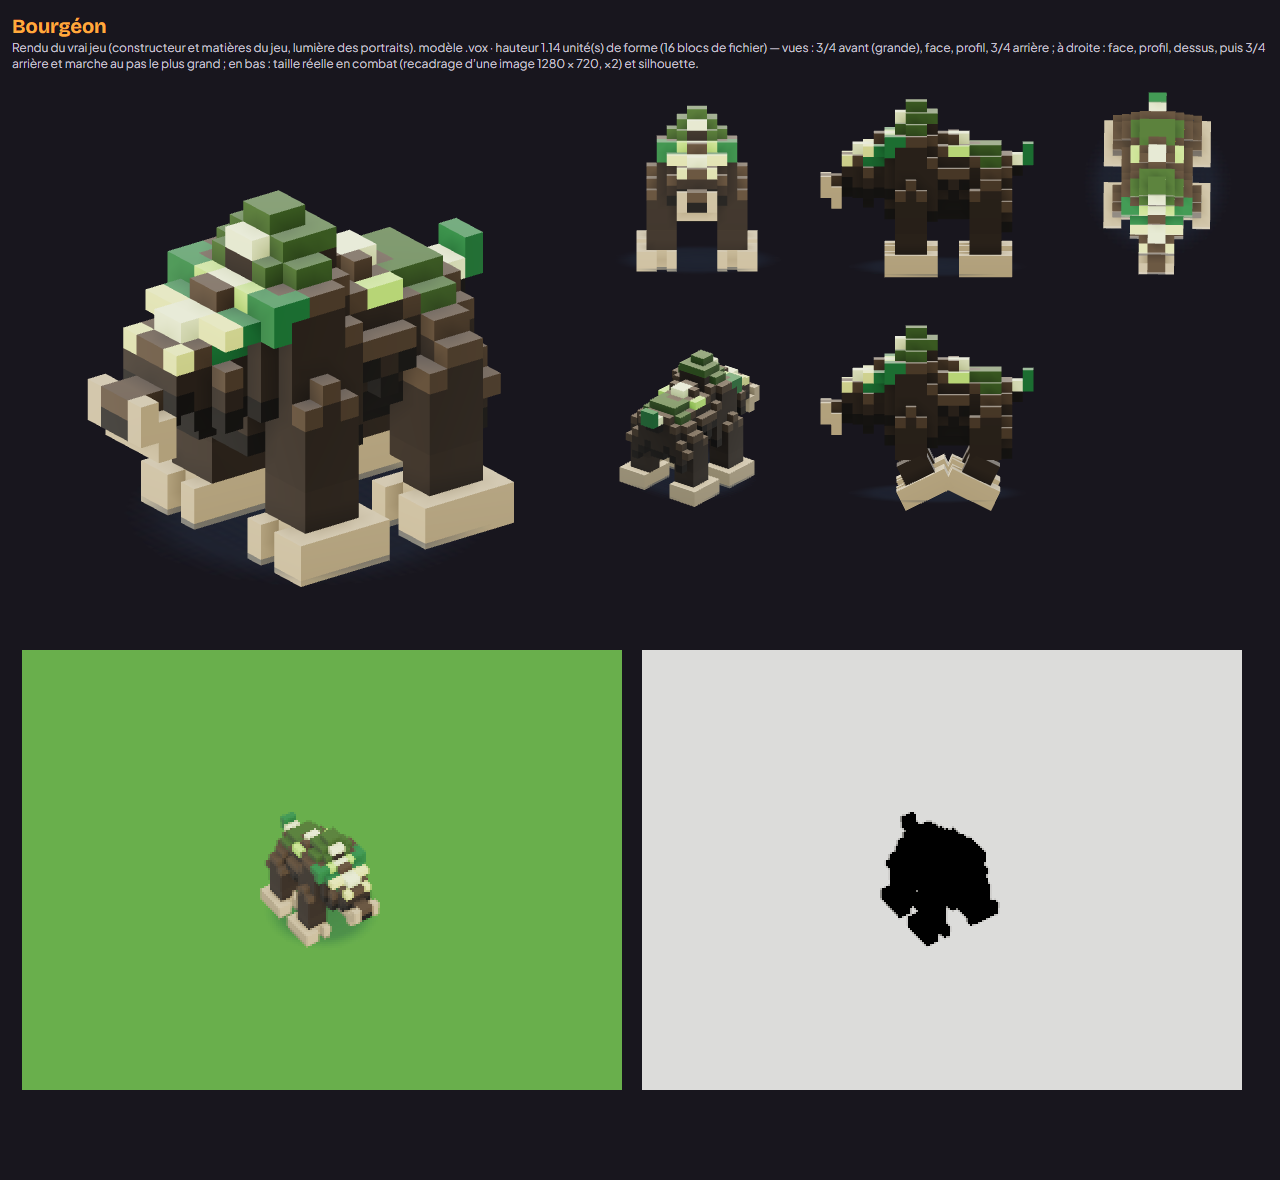 Bourgéon
Rendu du vrai jeu (constructeur et matières du jeu, lumière des portraits). modèle .vox · hauteur 1.14 unité(s) de forme (16 blocs de fichier) — vues : 3/4 avant (grande), face, profil, 3/4 arrière ; à droite : face, profil, dessus, puis 3/4
arrière et marche au pas le plus grand ; en bas : taille réelle en combat (recadrage d'une image 1280 × 720, ×2) et silhouette.